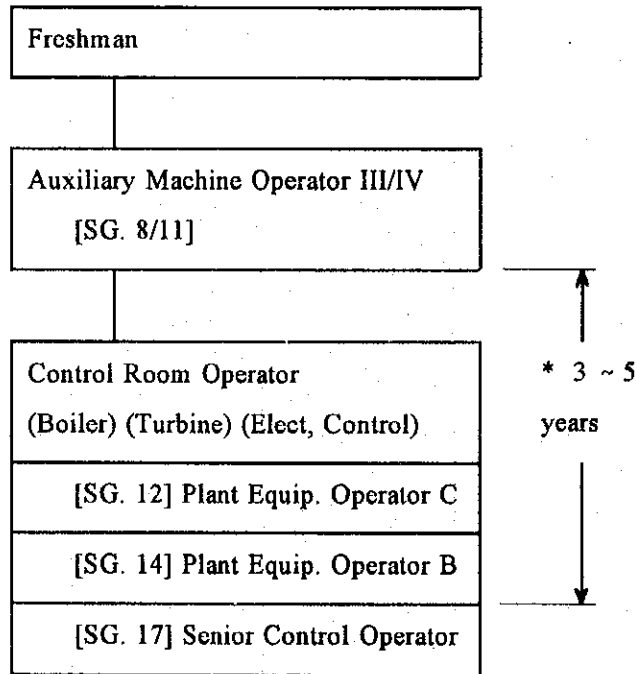 Freshman
Auxiliary Machine Operator III/IV
[SG. 8/11]
Control Room Operator
(Boiler) (Turbine) (Elect, Control)
[SG. 12] Plant Equip. Operator C
[SG. 14] Plant Equip. Operator B
[SG. 17] Senior Control Operator
* 3 ~ 5
years